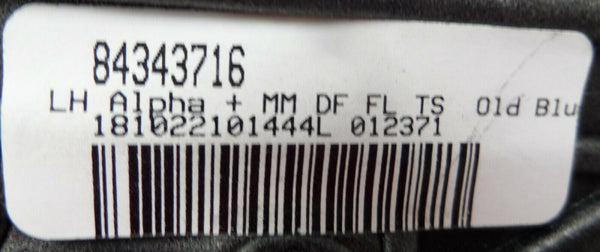 84343716
LH Alpha + MM DF FL TS Old Blu
181022101444L 012371